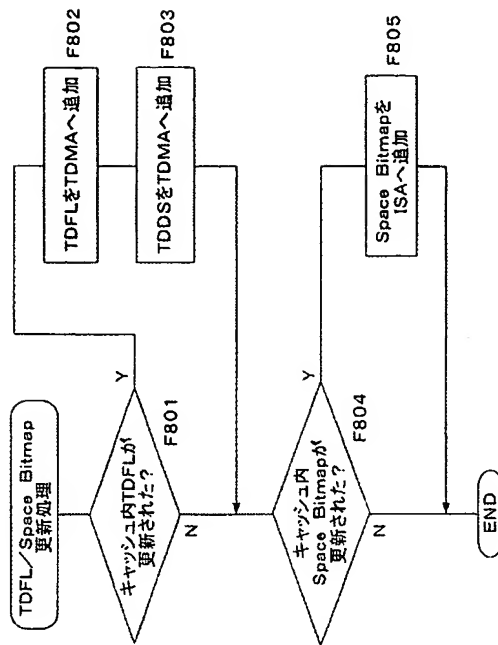 TDFL/Space Bitmap
更新処理
キャッシュ内TDFLが
更新された?
F801
Y
N
TDFLをTDMAへ追加
F802
TDDSをTDMAへ追加
F803
キャッシュ内
Space Bitmapが
更新された?
F804
Y
N
Space Bitmapを
ISAへ追加
F805
END